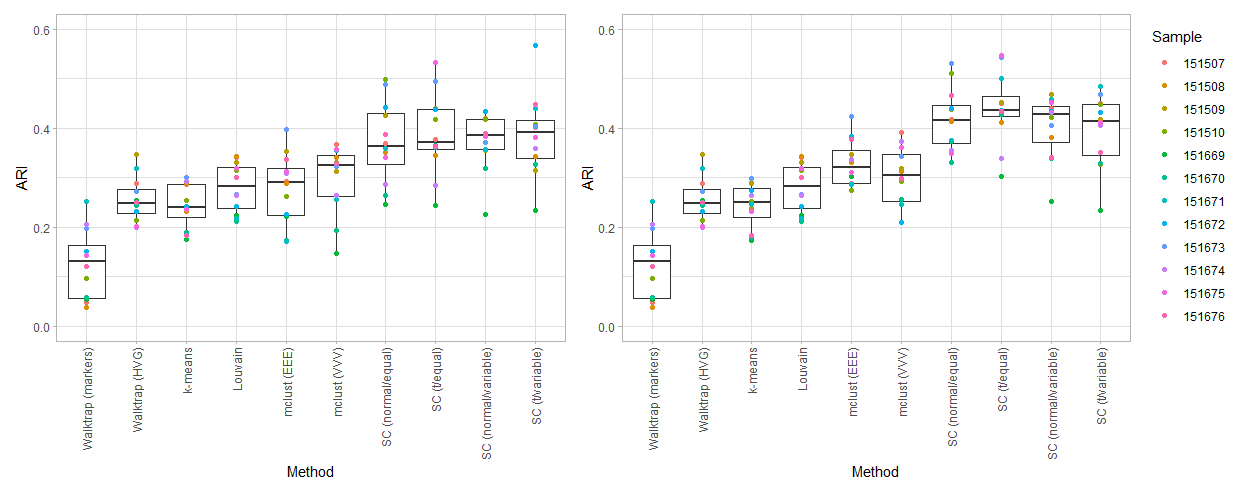 0.6
0.4
0.2
0.0
ARI
Walktrap (markers)
Walktrap (HVG)
k-means
Louvain
mclust (EEE)
mclust (VVV)
SC (normal/equal)
SC (t/equal)
SC (normal/variable)
SC (t/variable)
Method
0.6
0.4
0.2
0.0
ARI
Walktrap (markers)
Walktrap (HVG)
k-means
Louvain
mclust (EEE)
mclust (VVV)
SC (normal/equal)
SC (t/equal)
SC (normal/variable)
SC (t/variable)
Method
Sample
151507
151508
151509
151510
151669
151670
151671
151672
151673
151674
151675
151676